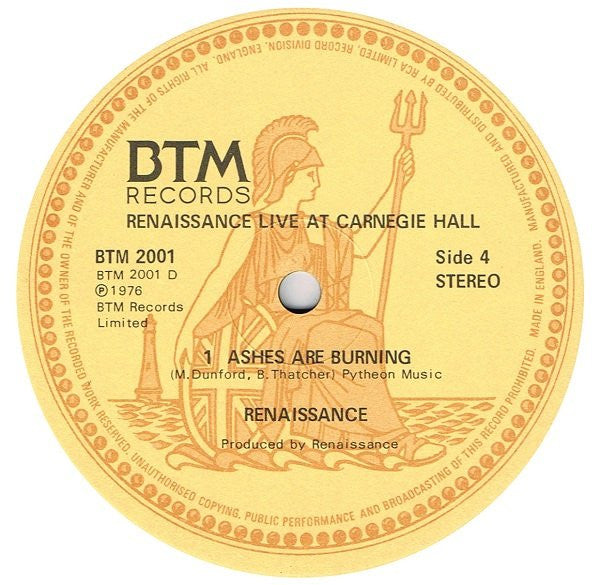 BTM
RECORDS
RENAISSANCE LIVE AT CARNEGIE HALL
BTM 2001
BTM 2001 D
Ⓟ1976
BTM Records
Limited
Side 4
STEREO
1 ASHES ARE BURNING
(M.Dunford, B.Thatcher) Pytheon Music
RENAISSANCE
Produced by Renaissance
MANUFACTURED AND DISTRIBUTED BY RCA LIMITED, RECORD DIVISION, ENGLAND. ALL RIGHTS OF THE MANUFACTURER AND OF THE OWNER OF THE RECORDED WORK RESERVED. UNAUTHORISED COPYING, PUBLIC PERFORMANCE AND BROADCASTING OF THIS RECORD PROHIBITED. MADE IN ENGLAND.